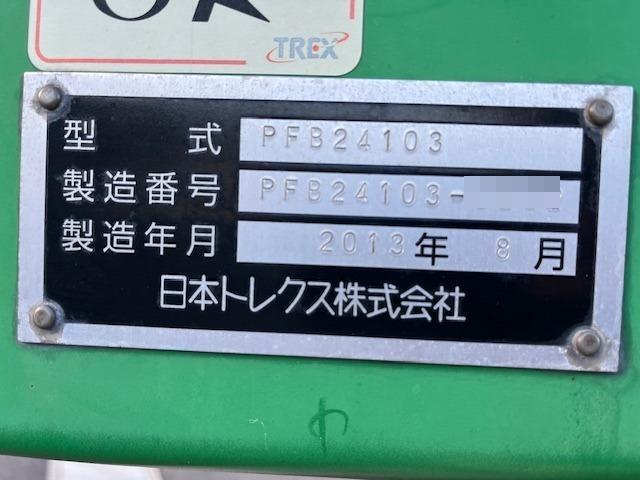 TREX
型式 PFB24103
製造番号 PFB24103-
製造年月 2013年 8月
日本トレクス株式会社